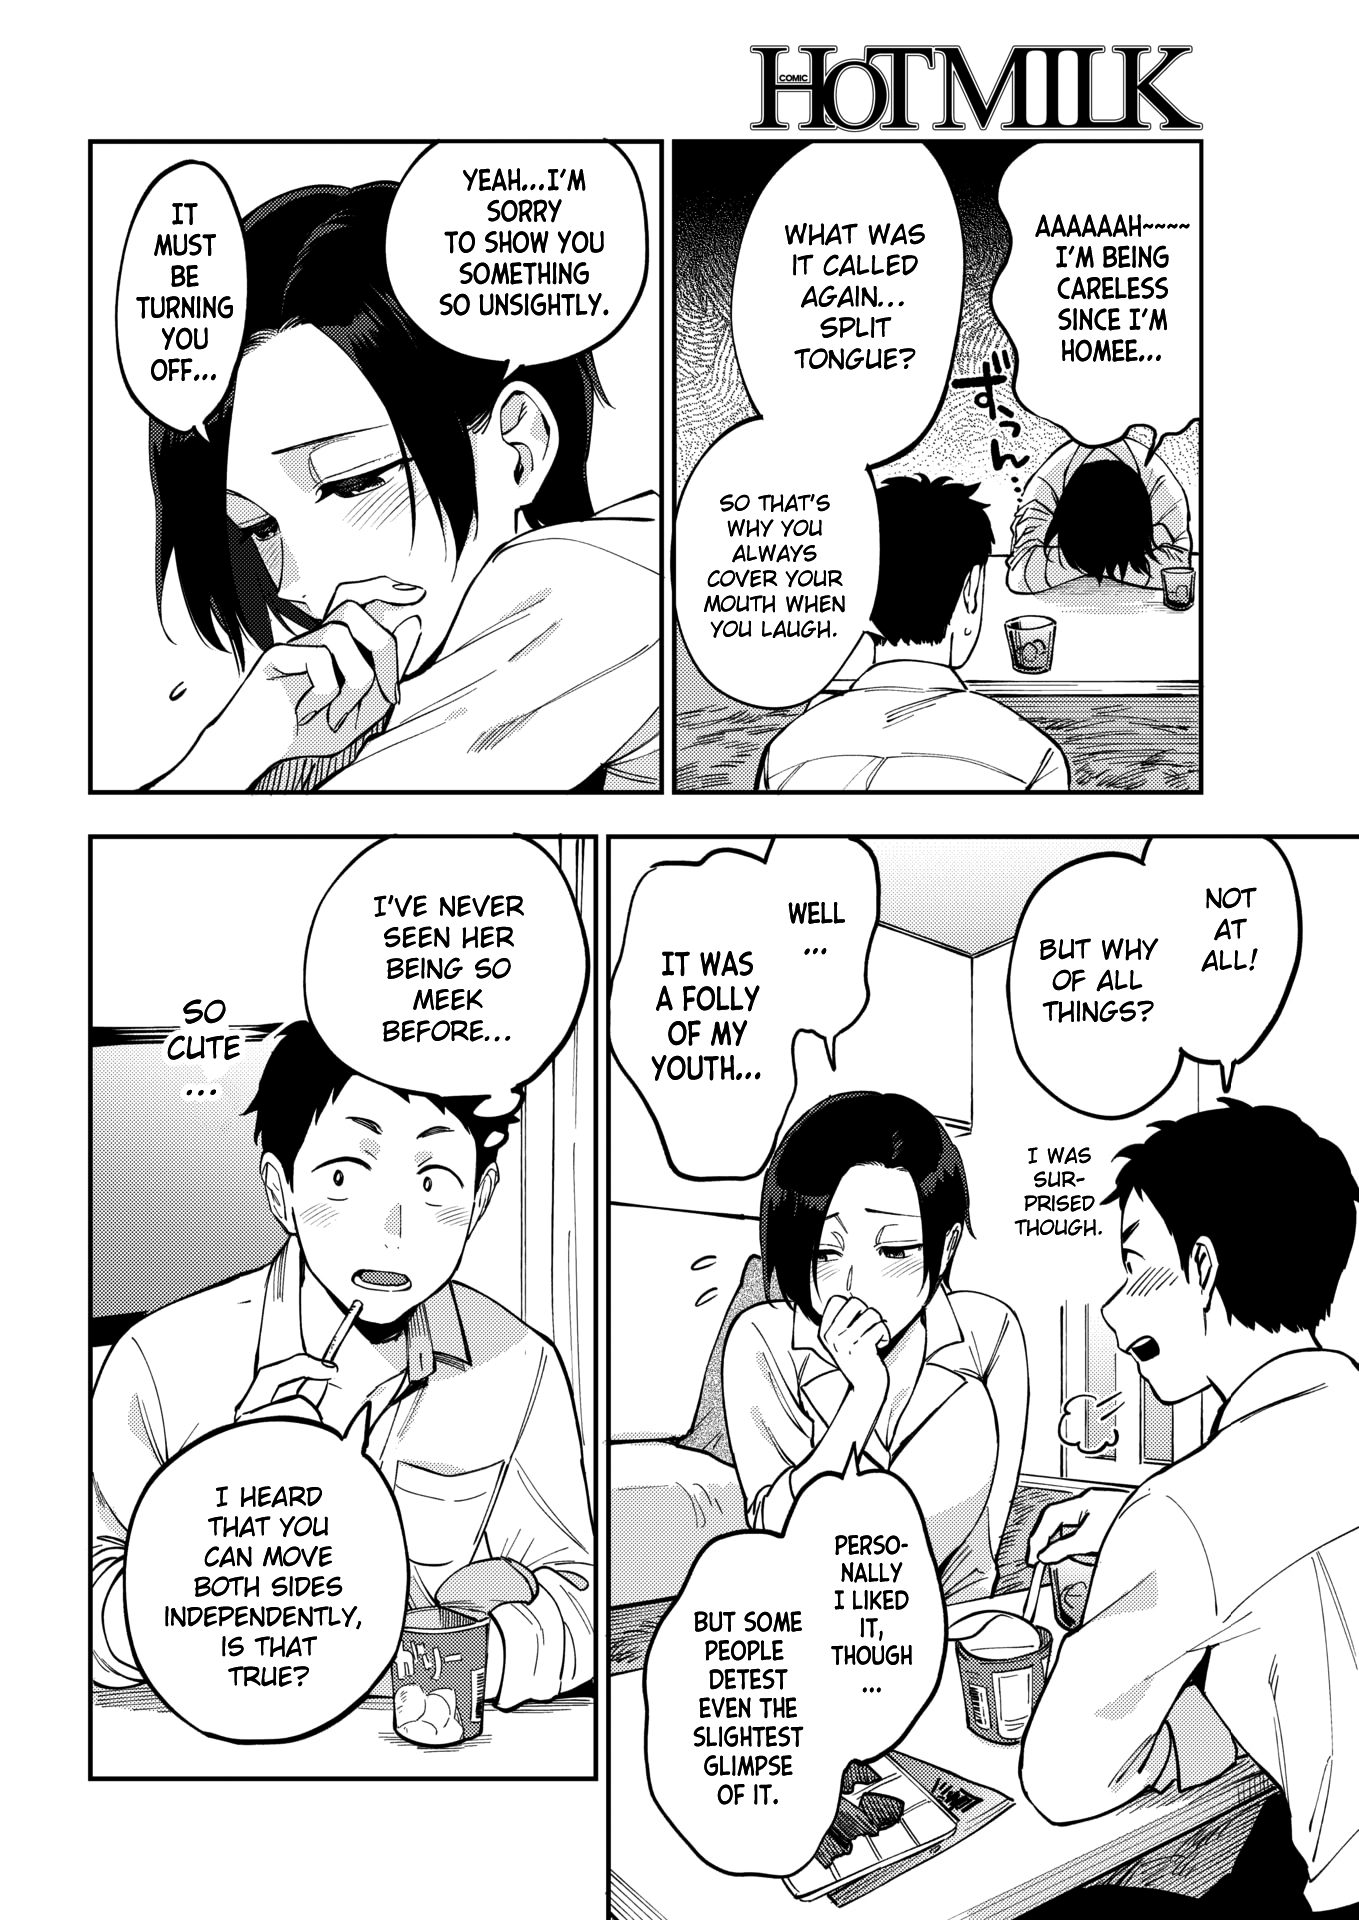 COMIC
HOTMILK
AAAAAAH~~~~
I'M BEING
CARELESS
SINCE I'M
HOMEE...
ずっん
WHAT WAS
IT CALLED
AGAIN...
SPLIT
TONGUE?
SO THAT'S
WHY YOU
ALWAYS
COVER YOUR
MOUTH WHEN
YOU LAUGH.
YEAH...I'M
SORRY
TO SHOW YOU
SOMETHING
SO UNSIGHTLY.
IT
MUST
BE
TURNING
YOU
OFF...
NOT
AT
ALL!
BUT WHY
OF ALL
THINGS?
I WAS
SUR-
PRISED
THOUGH.
WELL
...
IT WAS
A FOLLY
OF MY
YOUTH...
PERSO-
NALLY
I LIKED
IT,
THOUGH
...
BUT SOME
PEOPLE
DETEST
EVEN THE
SLIGHTEST
GLIMPSE
OF IT.
I'VE NEVER
SEEN HER
BEING SO
MEEK
BEFORE...
SO
CUTE
...
I HEARD
THAT YOU
CAN MOVE
BOTH SIDES
INDEPENDENTLY,
IS THAT
TRUE?